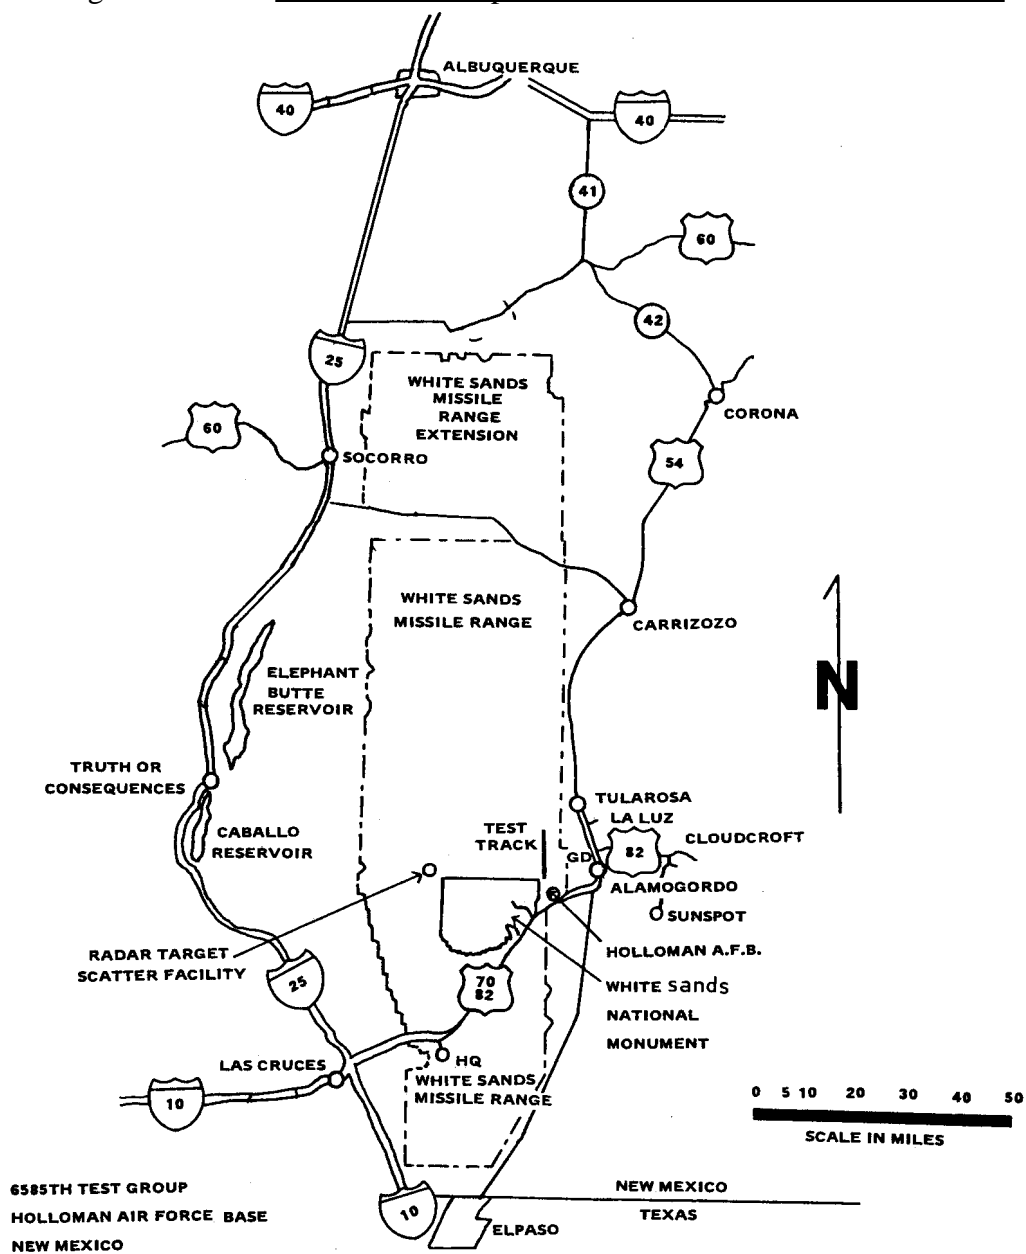 ALBUQUERQUE
40
40
41
60
42
25
WHITE SANDS
MISSILE
RANGE
EXTENSION
CORONA
60
SOCORRO
54
WHITE SANDS
MISSILE RANGE
CARRIZOZO
N
ELEPHANT
BUTTE
RESERVOIR
TRUTH OR
CONSEQUENCES
TULAROSA
LA LUZ
CABALLO
RESERVOIR
TEST
TRACK
GD
82
CLOUDCROFT
ALAMOGORDO
SUNSPOT
RADAR TARGET
SCATTER FACILITY
HOLLOMAN A.F.B.
25
70
82
WHITE sands
NATIONAL
MONUMENT
LAS CRUCES
HQ
WHITE SANDS
MISSILE RANGE
10
0 5 10 20 30 40 50
SCALE IN MILES
6585TH TEST GROUP
HOLLOMAN AIR FORCE BASE
NEW MEXICO
10
NEW MEXICO
TEXAS
ELPASO